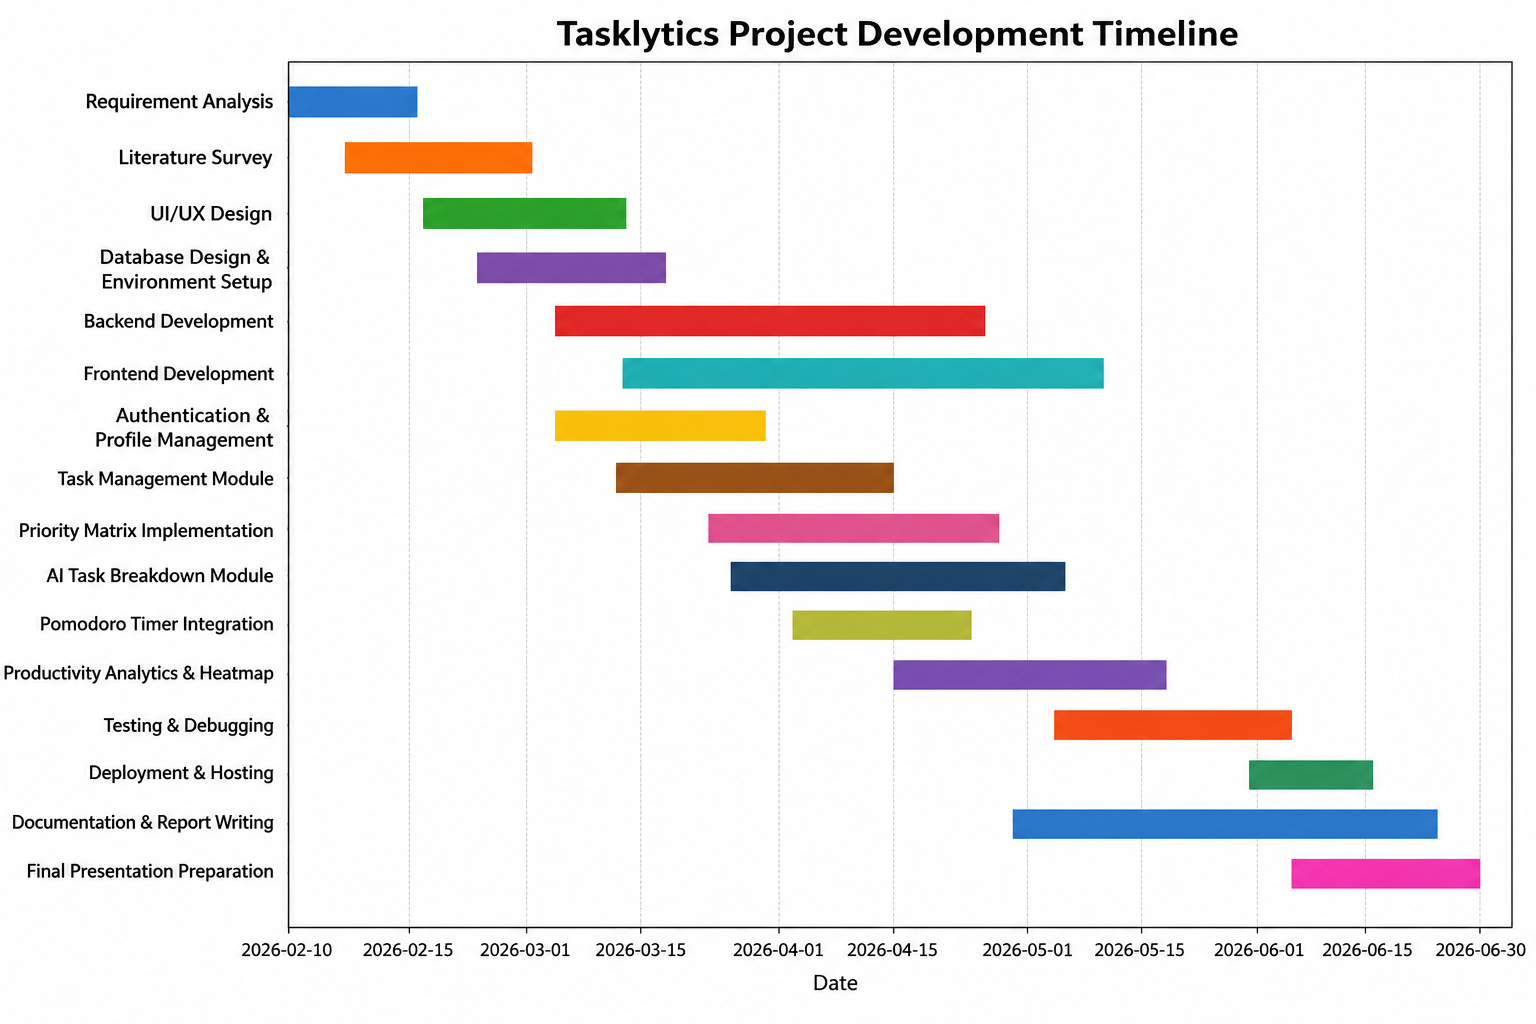 Tasklytics Project Development Timeline
Requirement Analysis
Literature Survey
UI/UX Design
Database Design &
Environment Setup
Backend Development
Frontend Development
Authentication &
Profile Management
Task Management Module
Priority Matrix Implementation
AI Task Breakdown Module
Pomodoro Timer Integration
Productivity Analytics & Heatmap
Testing & Debugging
Deployment & Hosting
Documentation & Report Writing
Final Presentation Preparation
2026-02-10 2026-02-15 2026-03-01 2026-03-15 2026-04-01 2026-04-15 2026-05-01 2026-05-15 2026-06-01 2026-06-15 2026-06-30
Date